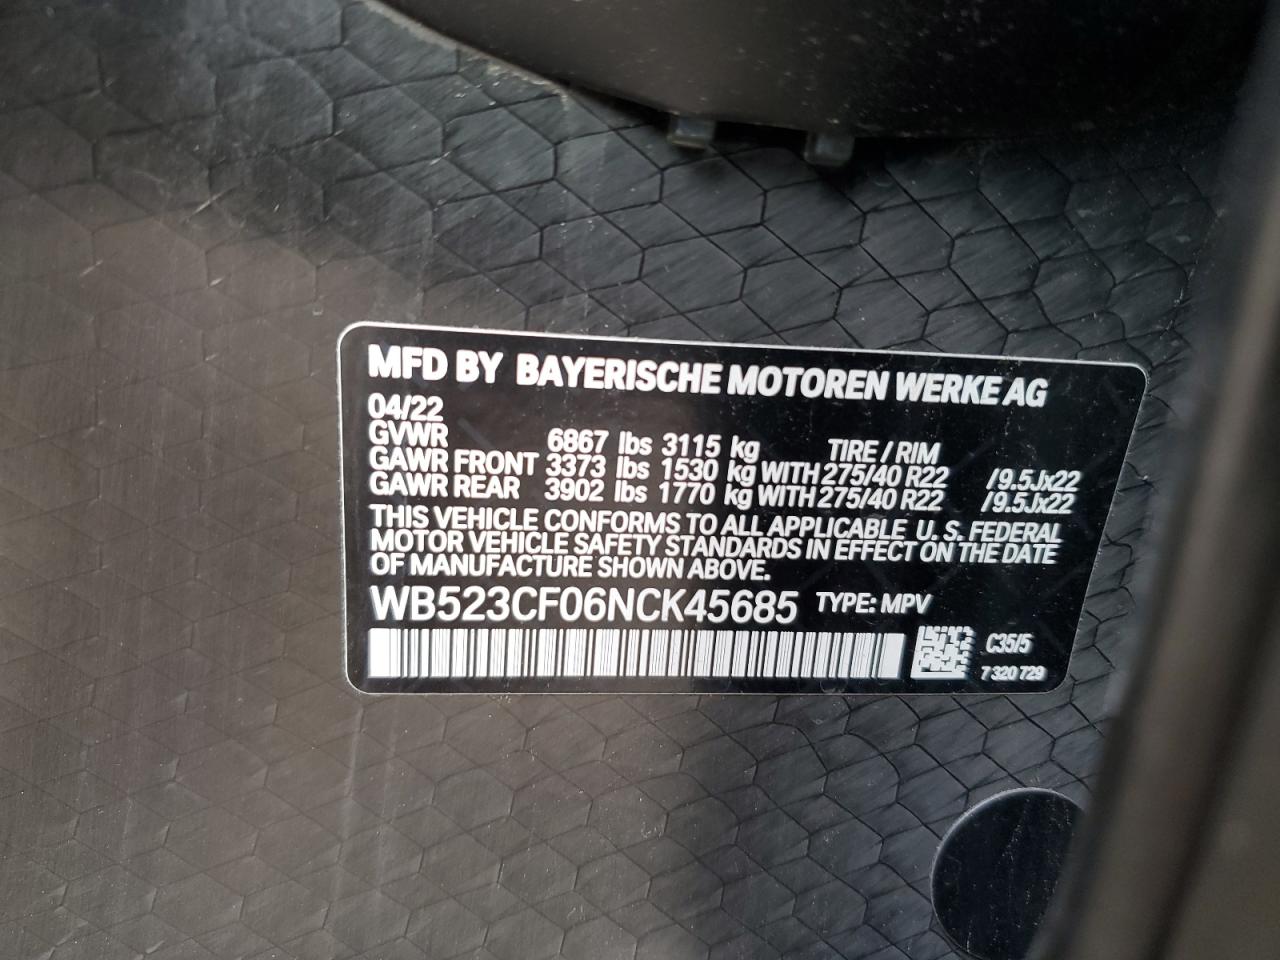 MFD BY BAYERISCHE MOTOREN WERKE AG
04/22
GVWR 6867 lbs 3115 kg TIRE / RIM
GAWR FRONT 3373 lbs 1530 kg WITH 275/40 R22 /9.5Jx22
GAWR REAR 3902 lbs 1770 kg WITH 275/40 R22 /9.5Jx22
THIS VEHICLE CONFORMS TO ALL APPLICABLE U. S. FEDERAL
MOTOR VEHICLE SAFETY STANDARDS IN EFFECT ON THE DATE
OF MANUFACTURE SHOWN ABOVE.
WB523CF06NCK45685 TYPE: MPV
C35/5
7 320 729